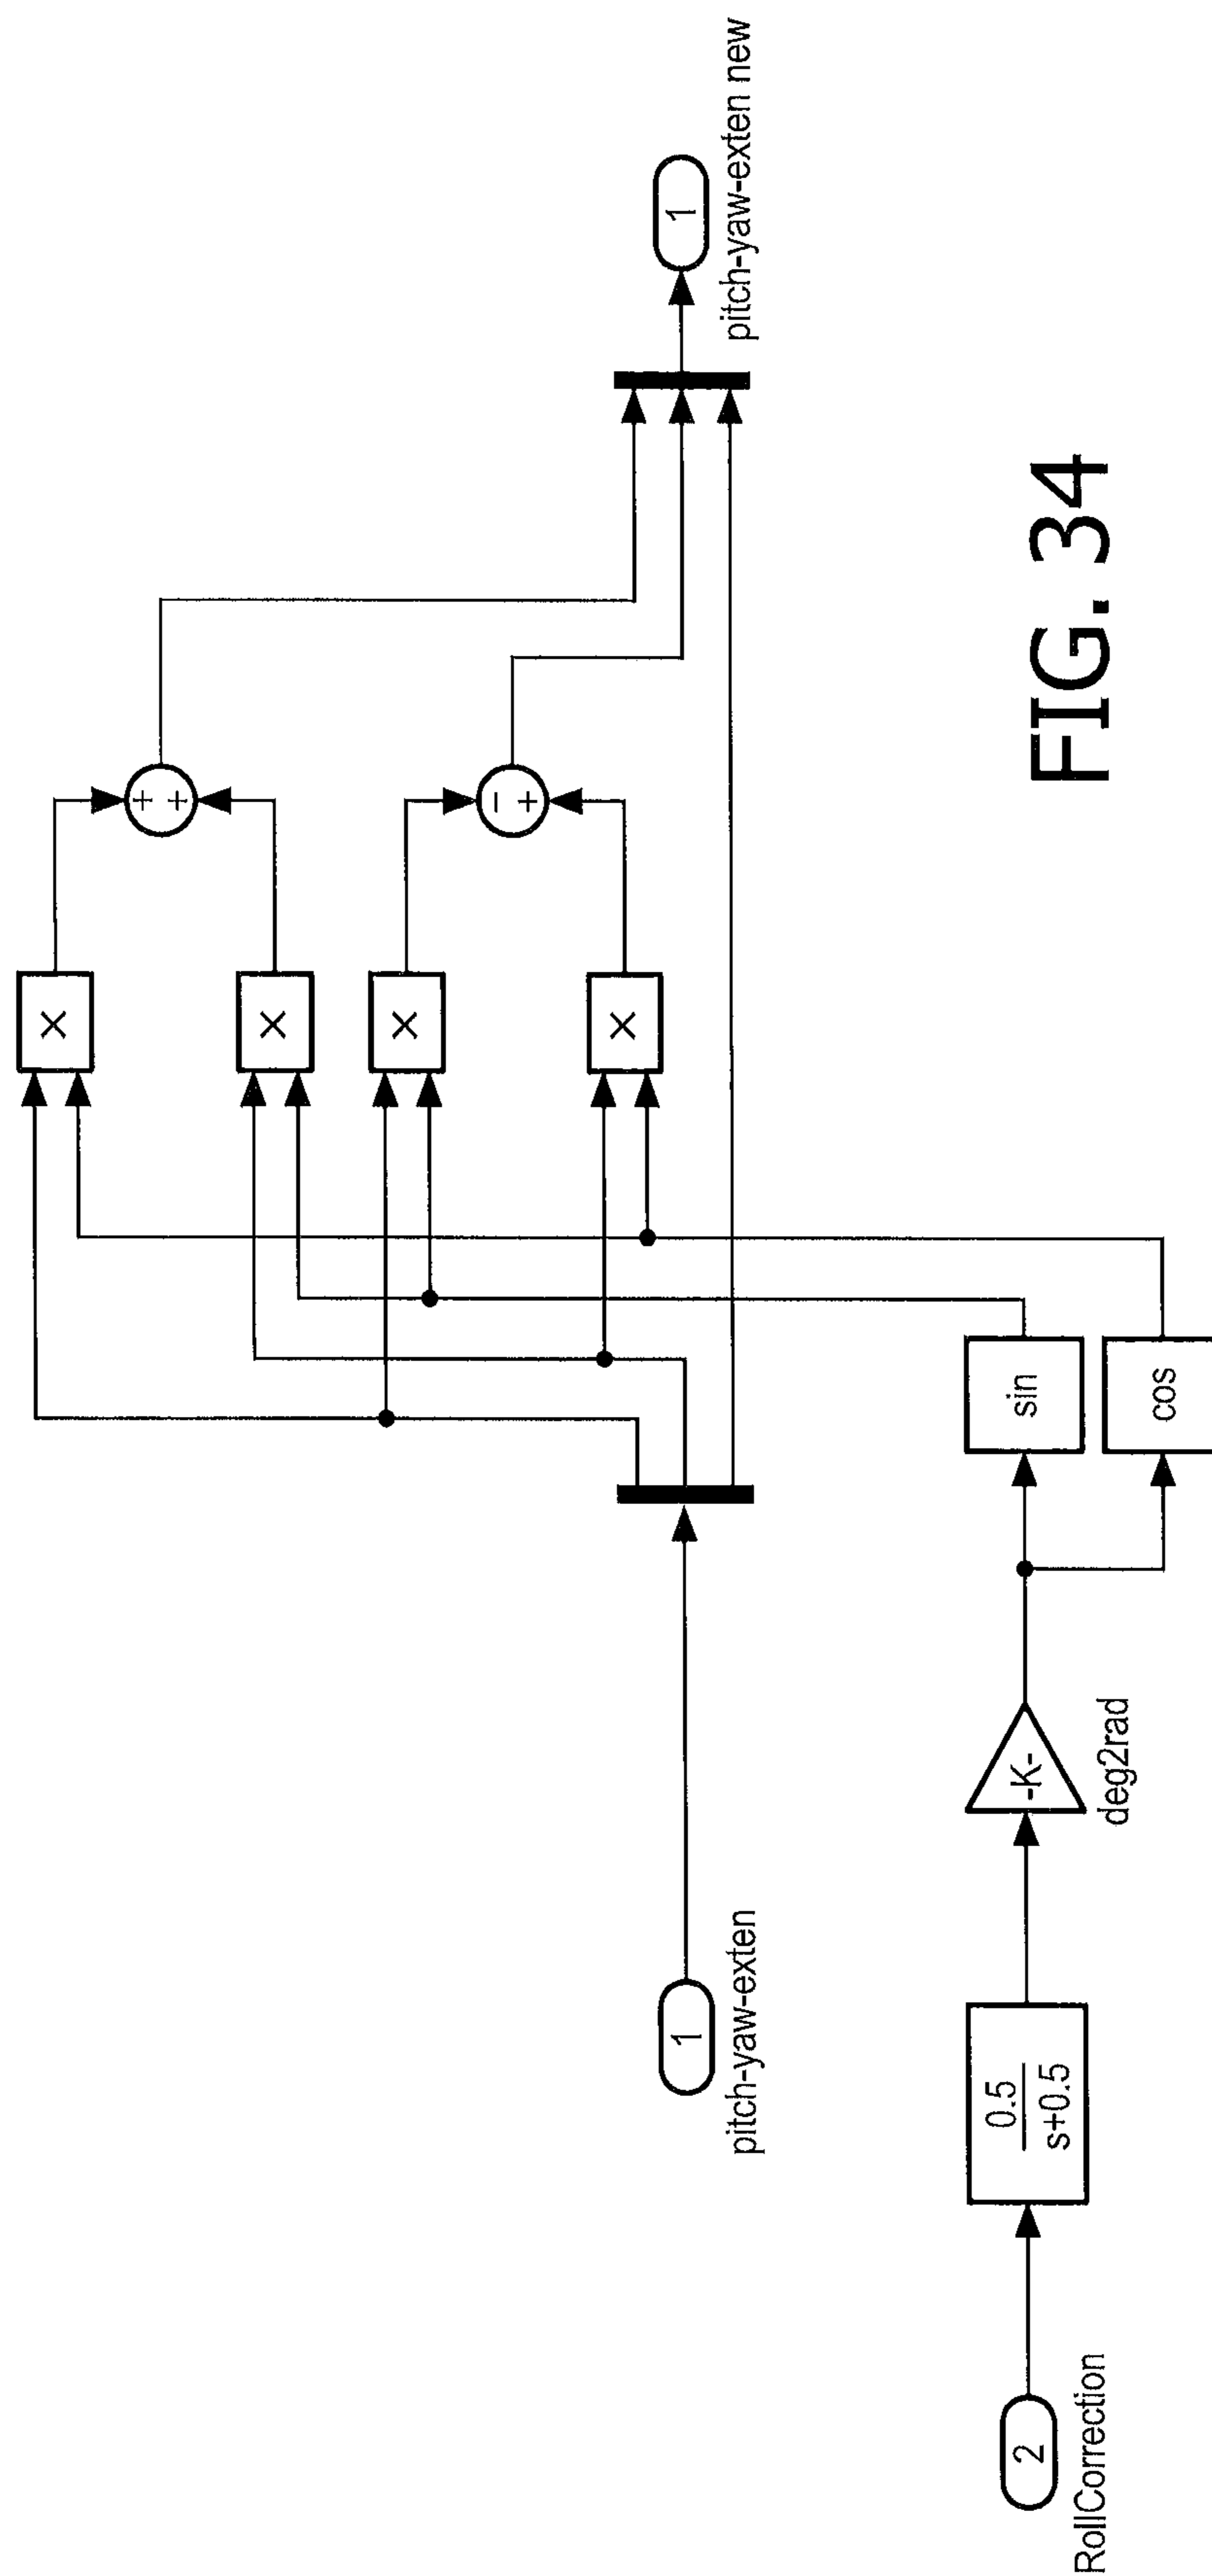 ×
×
×
×
+
+
−
+
1
pitch-yaw-exten new
1
pitch-yaw-exten
sin
cos
-K-
deg2rad
0.5
s+0.5
2
RollCorrection
FIG. 34